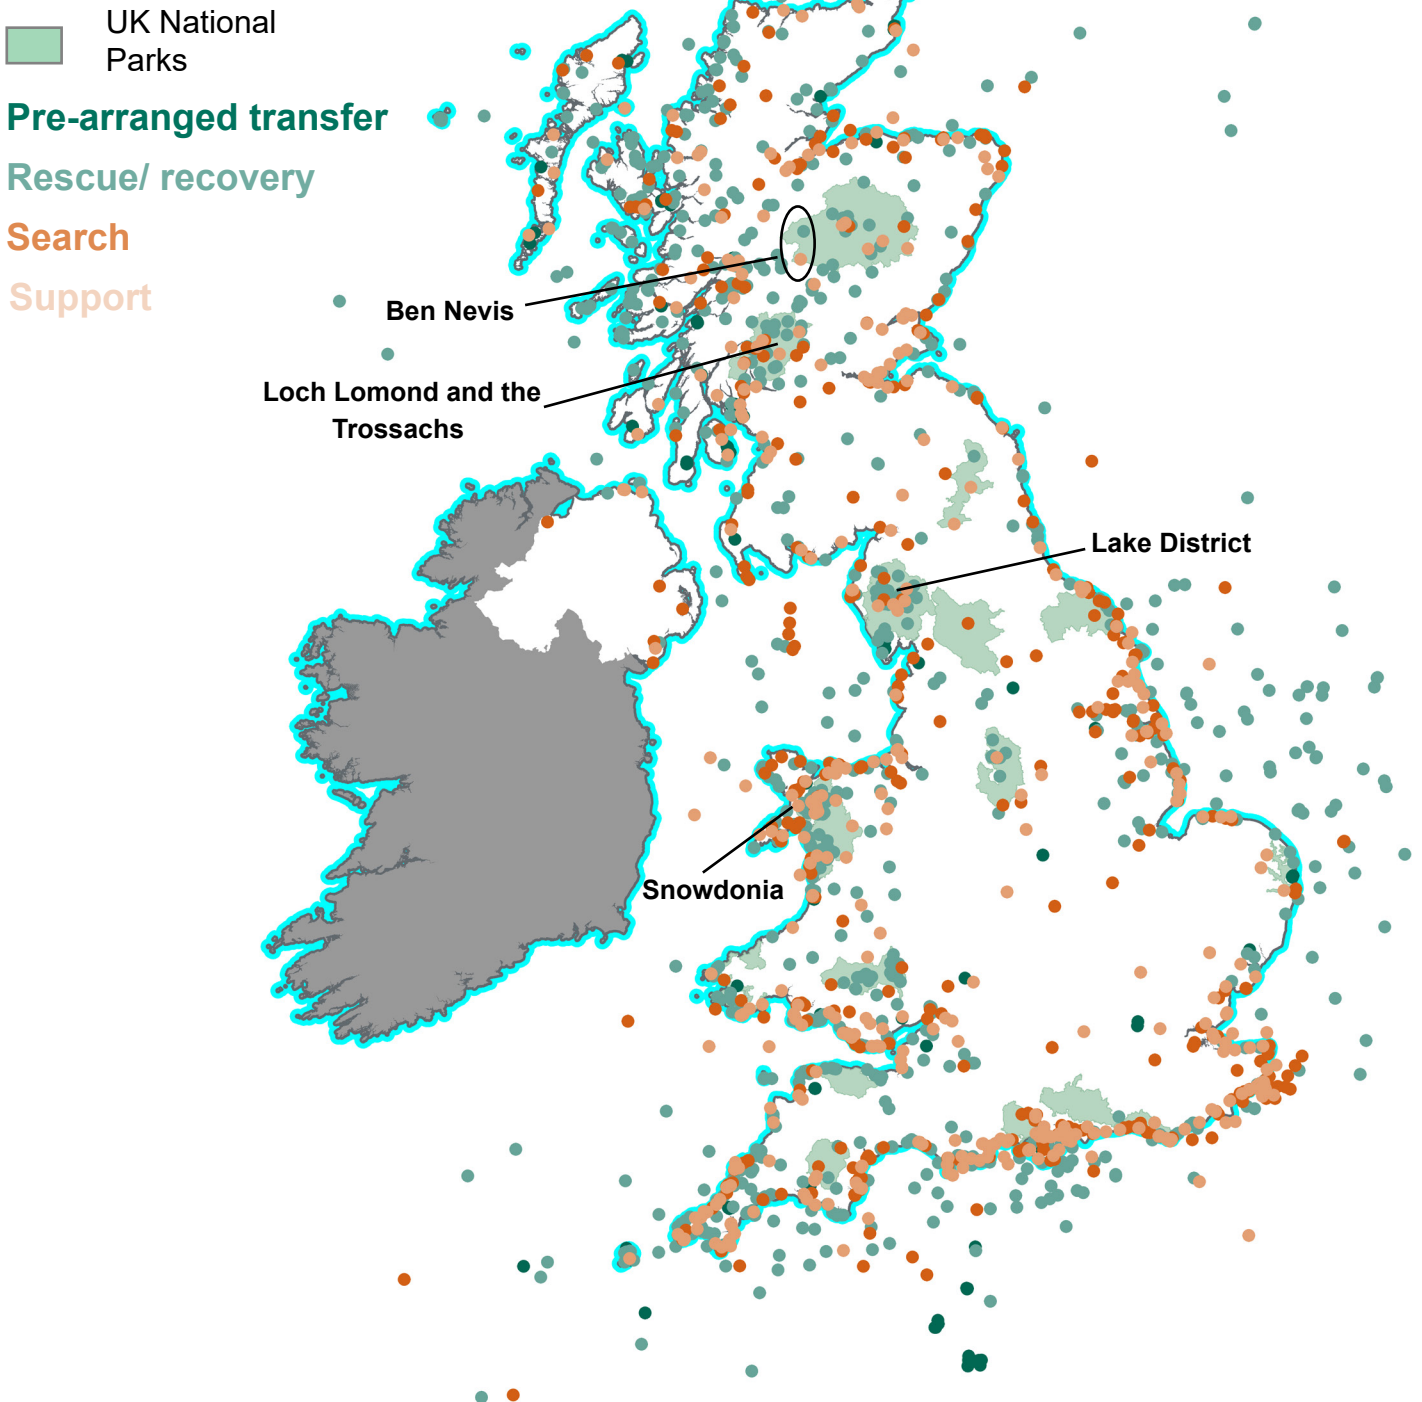 UK National
Parks
Pre-arranged transfer
Rescue/ recovery
Search
Support
Ben Nevis
Loch Lomond and the
Trossachs
Lake District
Snowdonia